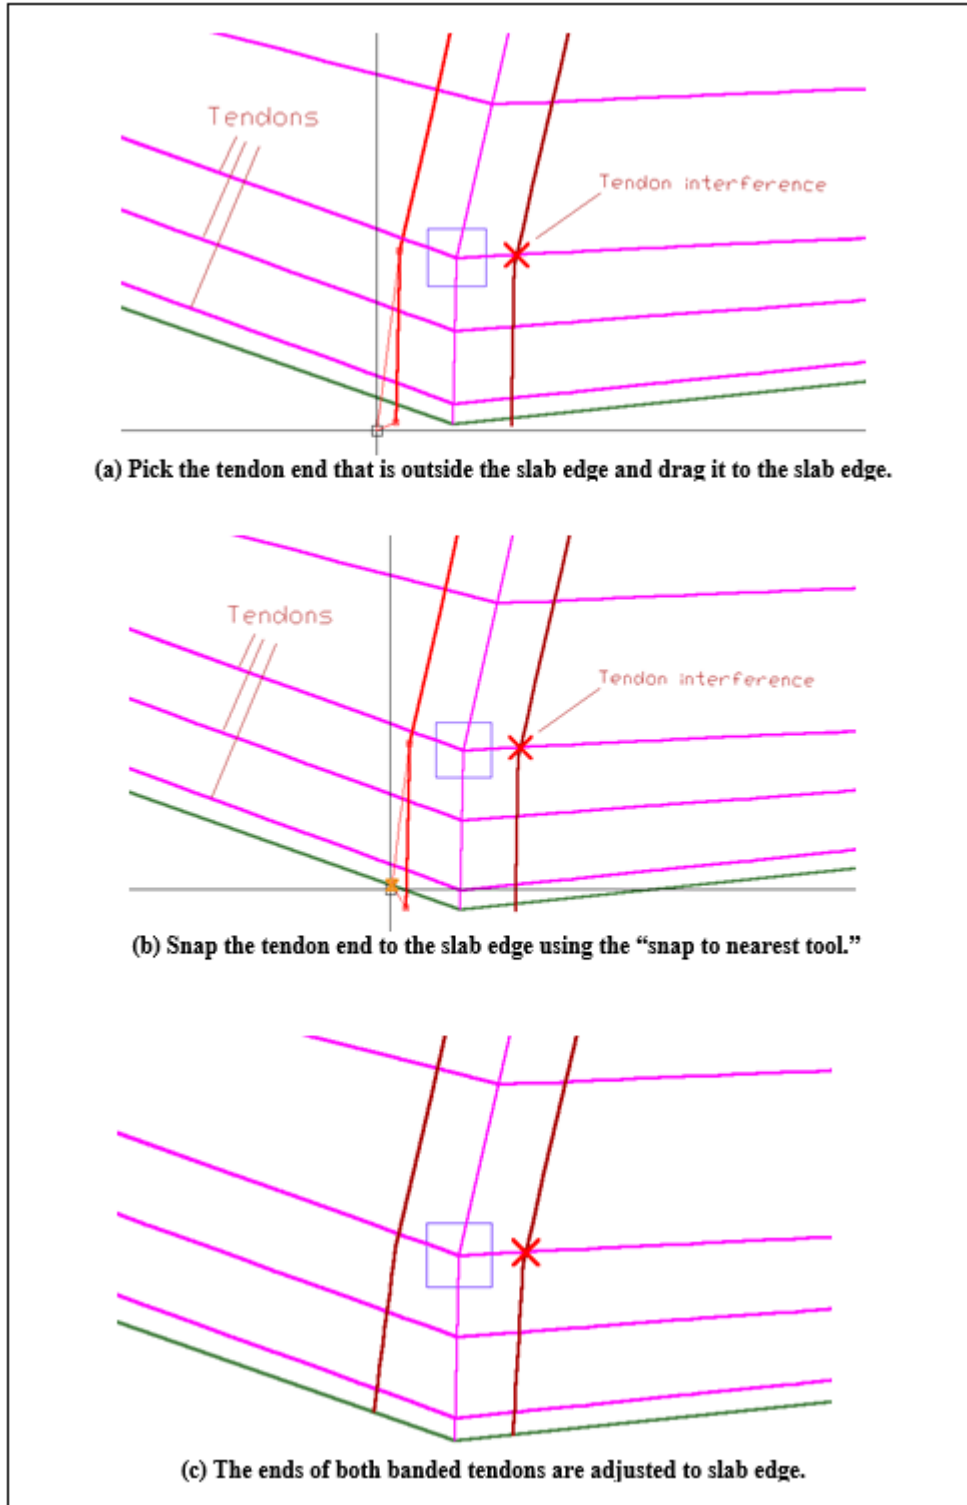 Tendons
Tendon interference
(a) Pick the tendon end that is outside the slab edge and drag it to the slab edge.
Tendons
Tendon interference
(b) Snap the tendon end to the slab edge using the “snap to nearest tool.”
(c) The ends of both banded tendons are adjusted to slab edge.